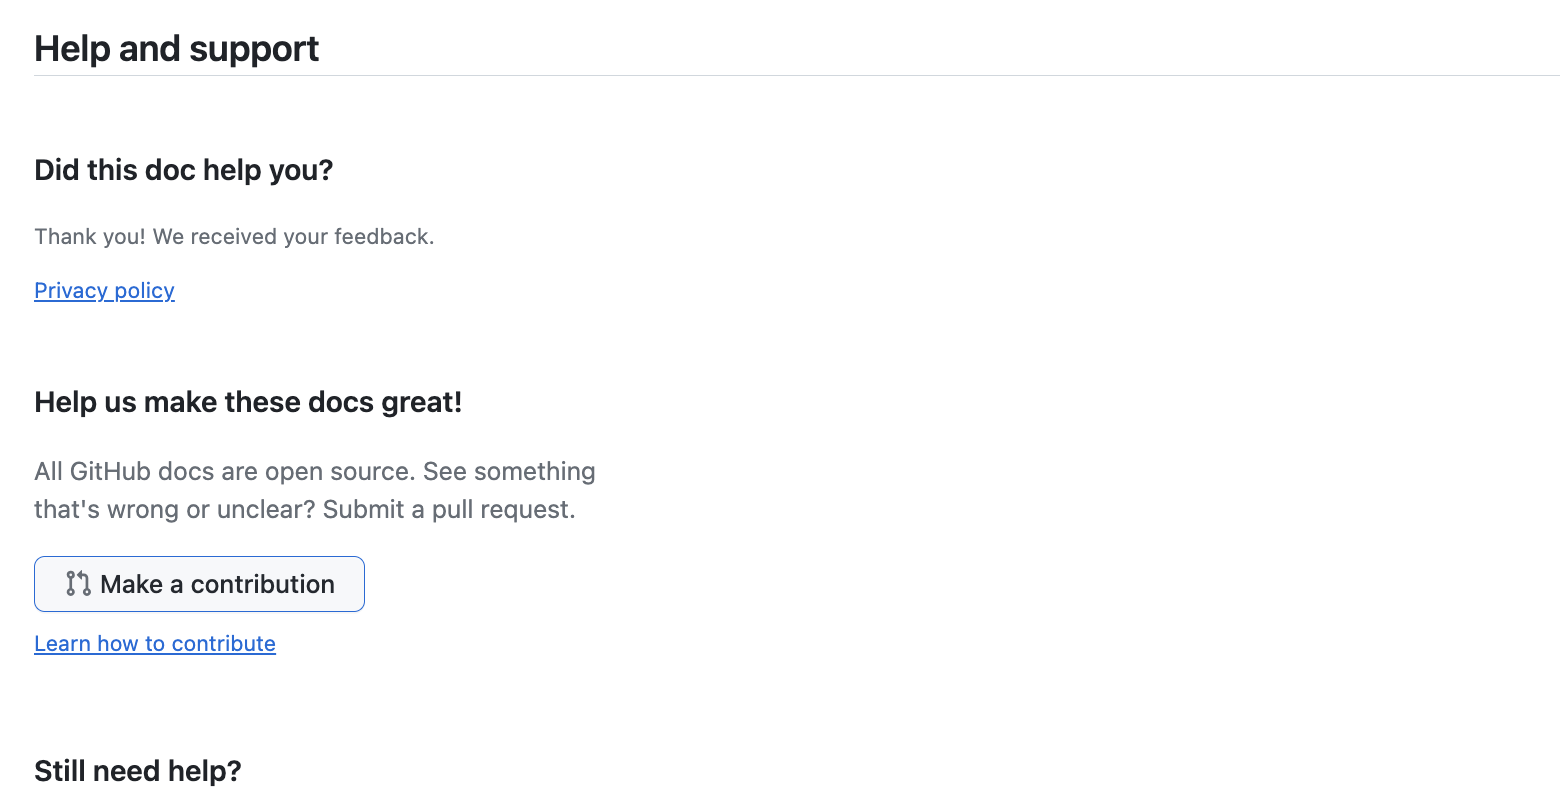 Help and support
Did this doc help you?
Thank you! We received your feedback.
Privacy policy
Help us make these docs great!
All GitHub docs are open source. See something
that's wrong or unclear? Submit a pull request.
Make a contribution
Learn how to contribute
Still need help?